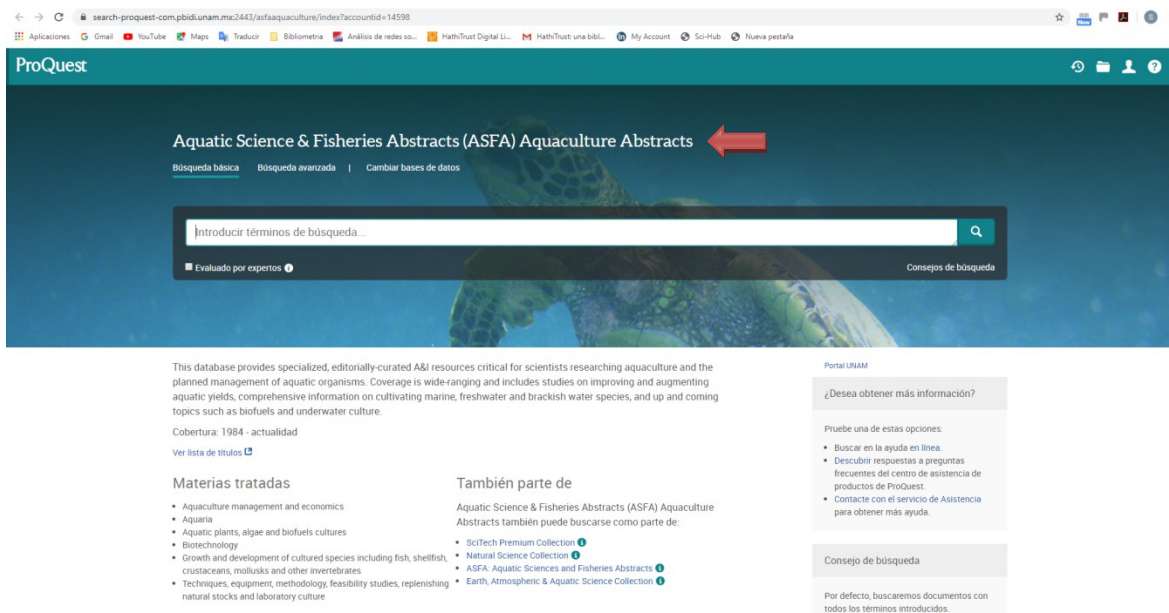 search-proquest-com.pbidi.unam.mx:2443/asfaaquaculture/index?accountid=14598
New
S
Aplicaciones G Gmail YouTube Maps Traducir Bibliometria Análisis de redes so... HathiTrust Digital Li... HathiTrust: una bibl... My Account Sci-Hub Nueva pestaña
ProQuest
Aquatic Science & Fisheries Abstracts (ASFA) Aquaculture Abstracts
Búsqueda básica Búsqueda avanzada | Cambiar bases de datos
Introducir términos de búsqueda...
Evaluado por expertos
Consejos de búsqueda
This database provides specialized, editorially-curated A&I resources critical for scientists researching aquaculture and the
planned management of aquatic organisms. Coverage is wide-ranging and includes studies on improving and augmenting
aquatic yields, comprehensive information on cultivating marine, freshwater and brackish water species, and up and coming
topics such as biofuels and underwater culture.
Cobertura: 1984 - actualidad
Ver lista de títulos
Materias tratadas
• Aquaculture management and economics
• Aquaria
• Aquatic plants, algae and biofuels cultures
• Biotechnology
• Growth and development of cultured species including fish, shellfish,
crustaceans, mollusks and other invertebrates
• Techniques, equipment, methodology, feasibility studies, replenishing
natural stocks and laboratory culture
También parte de
Aquatic Science & Fisheries Abstracts (ASFA) Aquaculture
Abstracts también puede buscarse como parte de:
• SciTech Premium Collection
• Natural Science Collection
• ASFA: Aquatic Sciences and Fisheries Abstracts
• Earth, Atmospheric & Aquatic Science Collection
Portal UNAM
¿Desea obtener más información?
Pruebe una de estas opciones:
• Buscar en la ayuda en línea.
• Descubrir respuestas a preguntas
frecuentes del centro de asistencia de
productos de ProQuest.
• Contacte con el servicio de Asistencia
para obtener más ayuda.
Consejo de búsqueda
Por defecto, buscaremos documentos con
todos los términos introducidos.